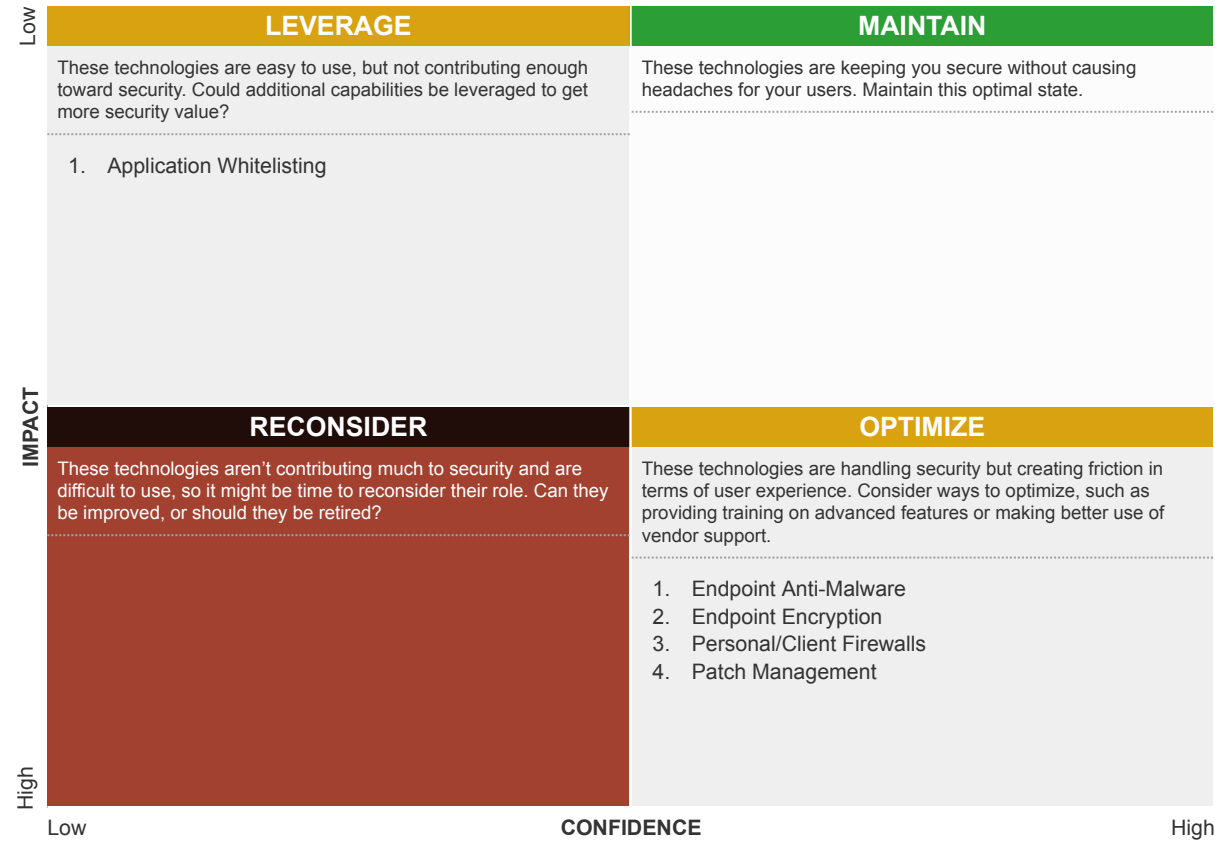 Low
LEVERAGE
These technologies are easy to use, but not contributing enough
toward security. Could additional capabilities be leveraged to get
more security value?
1. Application Whitelisting
MAINTAIN
These technologies are keeping you secure without causing
headaches for your users. Maintain this optimal state.
IMPACT
RECONSIDER
These technologies aren’t contributing much to security and are
difficult to use, so it might be time to reconsider their role. Can they
be improved, or should they be retired?
OPTIMIZE
These technologies are handling security but creating friction in
terms of user experience. Consider ways to optimize, such as
providing training on advanced features or making better use of
vendor support.
1. Endpoint Anti-Malware
2. Endpoint Encryption
3. Personal/Client Firewalls
4. Patch Management
High
Low
CONFIDENCE
High